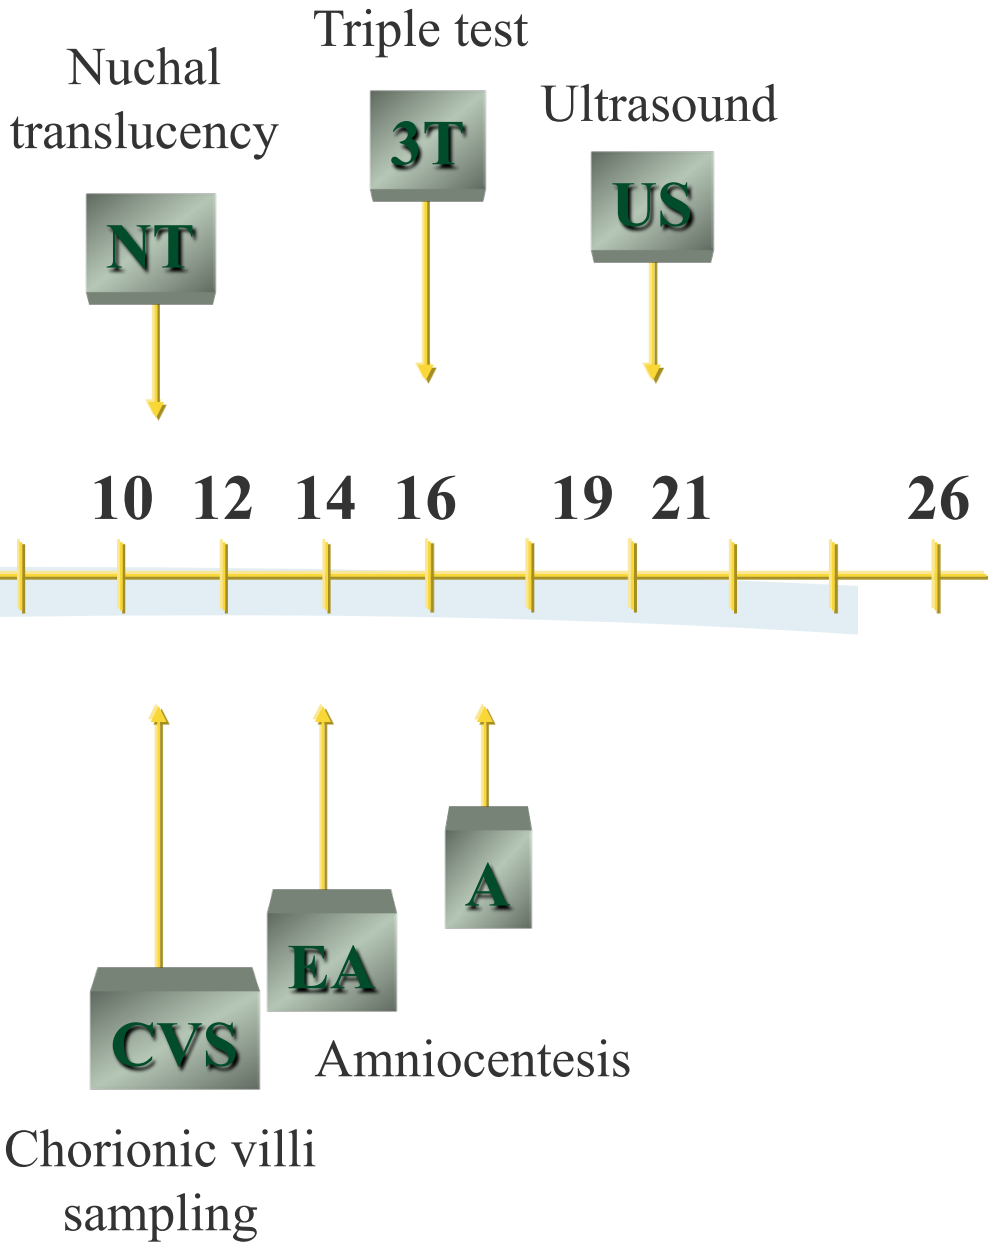 Triple test
Nuchal
translucency
Ultrasound
3T
US
NT
10 12 14 16 19 21 26
A
EA
CVS
Amniocentesis
Chorionic villi
sampling